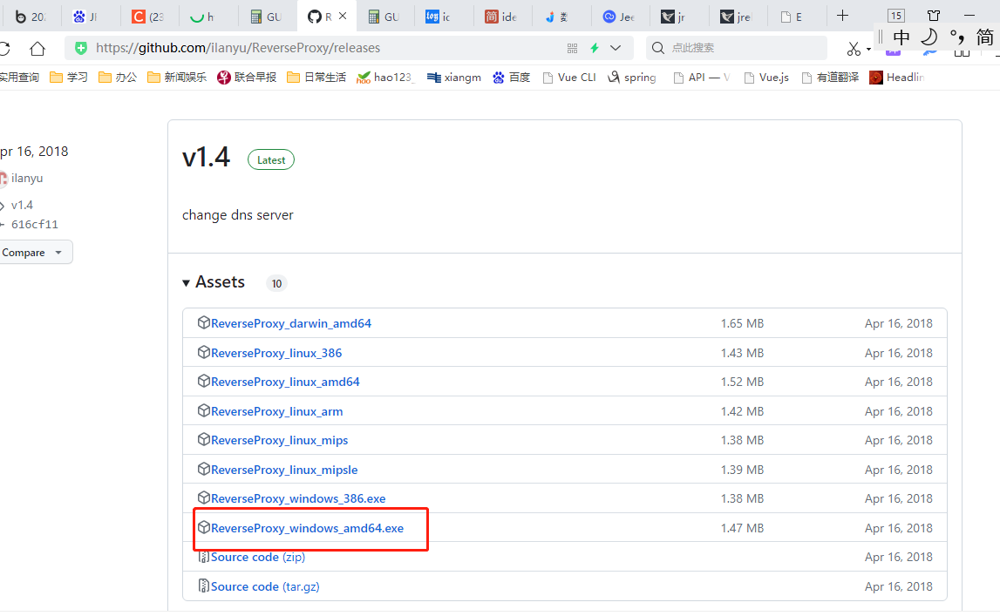 202
JI
(23
h
GU
R
GU
ic
ide
娄
Jee
jr
jre
E
15
https://github.com/ilanyu/ReverseProxy/releases
点此搜索
中
简
实用查询
学习
办公
新闻娱乐
联合早报
日常生活
hao123_
xiangm
百度
Vue CLI
spring
API — V
Vue.js
有道翻译
Headlin
pr 16, 2018
ilanyu
v1.4
616cf11
Compare
v1.4
Latest
change dns server
Assets 10
ReverseProxy_darwin_amd64 1.65 MB Apr 16, 2018
ReverseProxy_linux_386 1.43 MB Apr 16, 2018
ReverseProxy_linux_amd64 1.52 MB Apr 16, 2018
ReverseProxy_linux_arm 1.42 MB Apr 16, 2018
ReverseProxy_linux_mips 1.38 MB Apr 16, 2018
ReverseProxy_linux_mipsle 1.39 MB Apr 16, 2018
ReverseProxy_windows_386.exe 1.38 MB Apr 16, 2018
ReverseProxy_windows_amd64.exe 1.47 MB Apr 16, 2018
Source code (zip) Apr 16, 2018
Source code (tar.gz) Apr 16, 2018